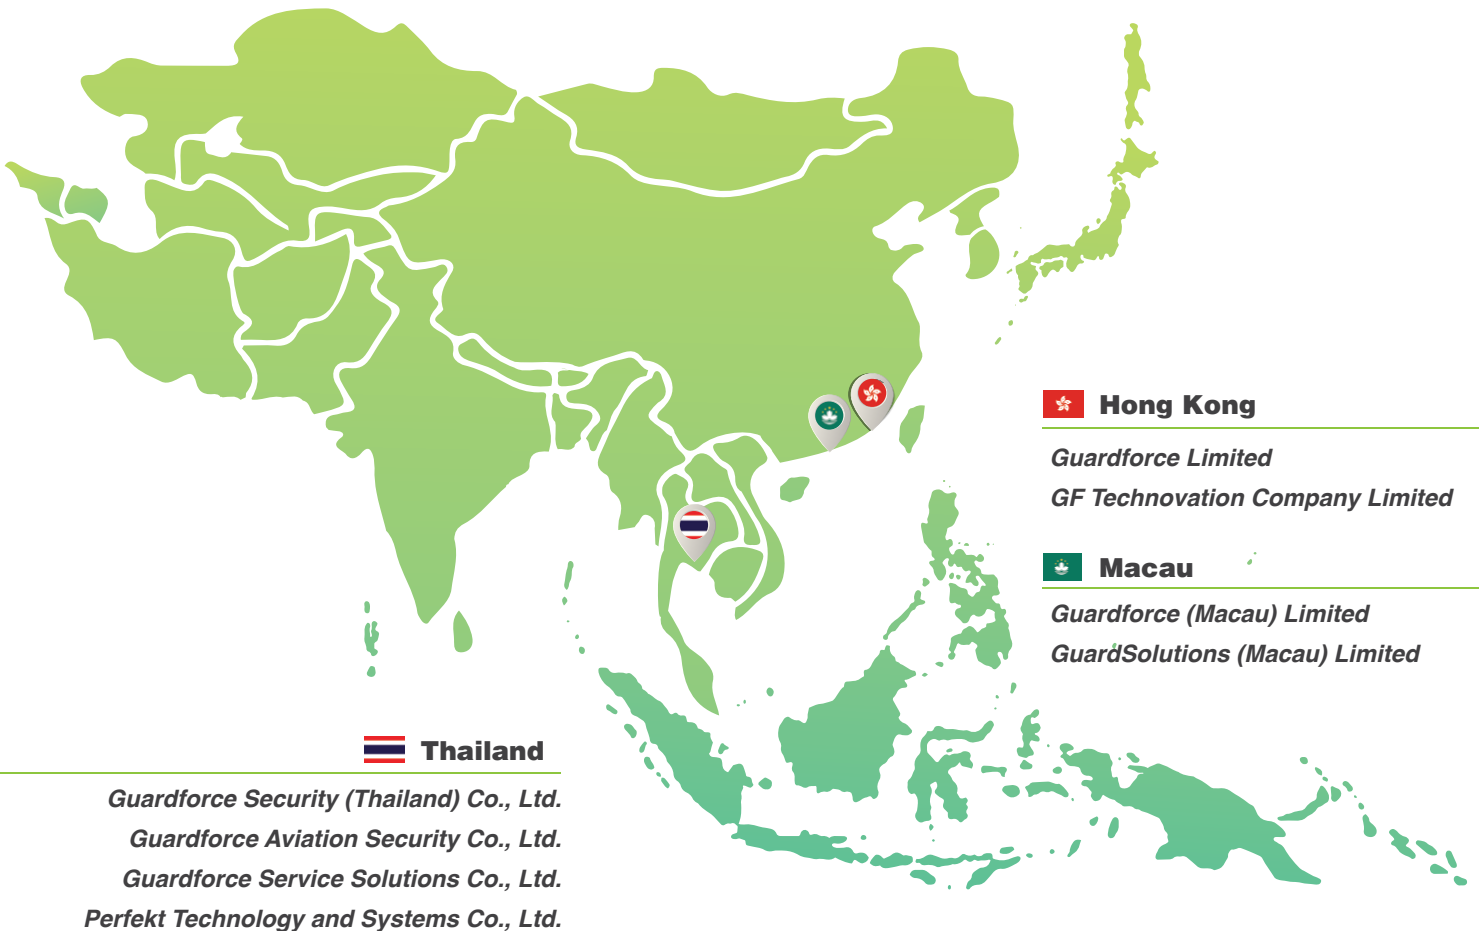 Hong Kong
Guardforce Limited
GF Technovation Company Limited
Macau
Guardforce (Macau) Limited
GuardSolutions (Macau) Limited
Thailand
Guardforce Security (Thailand) Co., Ltd.
Guardforce Aviation Security Co., Ltd.
Guardforce Service Solutions Co., Ltd.
Perfekt Technology and Systems Co., Ltd.